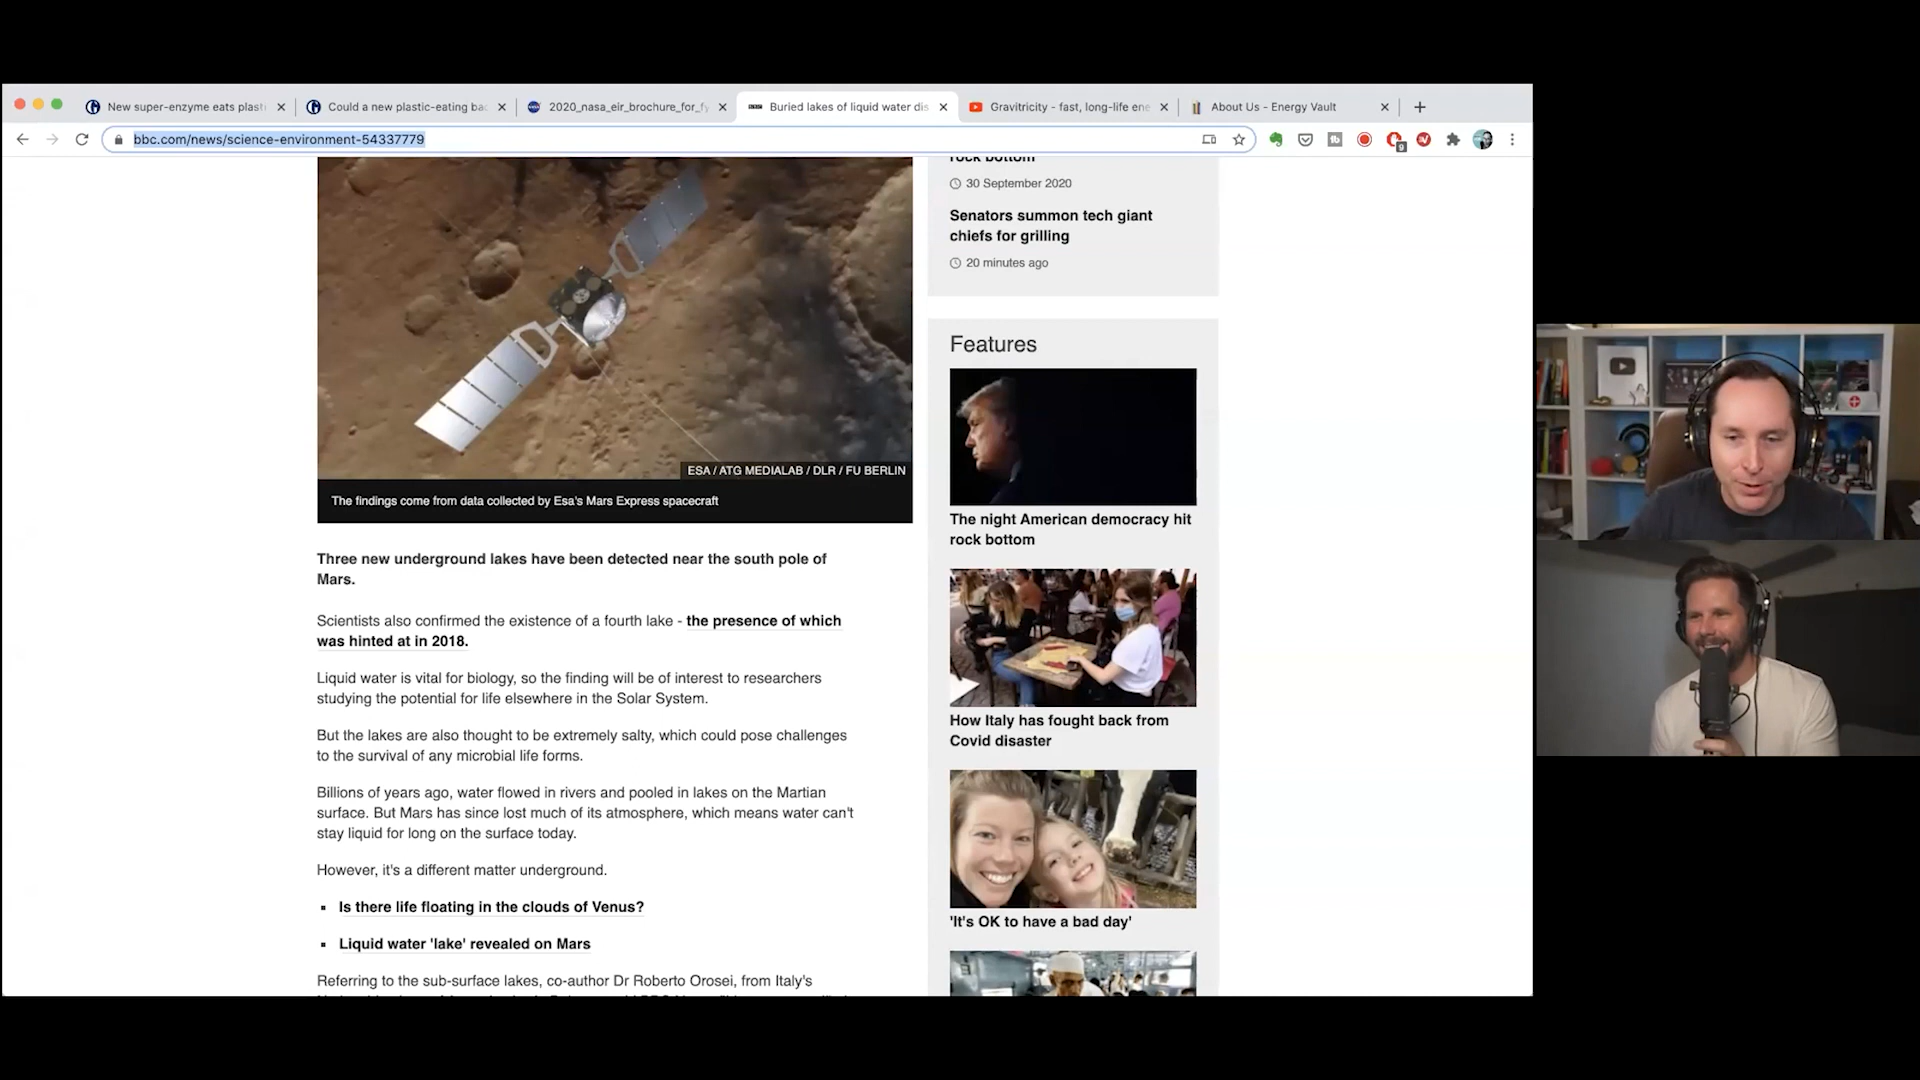 New super-enzyme eats plast
Could a new plastic-eating bac
2020_nasa_eir_brochure_for_fy
BBC
Buried lakes of liquid water dis
Gravitricity - fast, long-life ene
About Us - Energy Vault
bbc.com/news/science-environment-54337779
9
ESA / ATG MEDIALAB / DLR / FU BERLIN
The findings come from data collected by Esa's Mars Express spacecraft
Three new underground lakes have been detected near the south pole of
Mars.
Scientists also confirmed the existence of a fourth lake - the presence of which
was hinted at in 2018.
Liquid water is vital for biology, so the finding will be of interest to researchers
studying the potential for life elsewhere in the Solar System.
But the lakes are also thought to be extremely salty, which could pose challenges
to the survival of any microbial life forms.
Billions of years ago, water flowed in rivers and pooled in lakes on the Martian
surface. But Mars has since lost much of its atmosphere, which means water can't
stay liquid for long on the surface today.
However, it's a different matter underground.
Is there life floating in the clouds of Venus?
Liquid water 'lake' revealed on Mars
Referring to the sub-surface lakes, co-author Dr Roberto Orosei, from Italy's
rock bottom
30 September 2020
Senators summon tech giant
chiefs for grilling
20 minutes ago
Features
The night American democracy hit
rock bottom
How Italy has fought back from
Covid disaster
'It's OK to have a bad day'